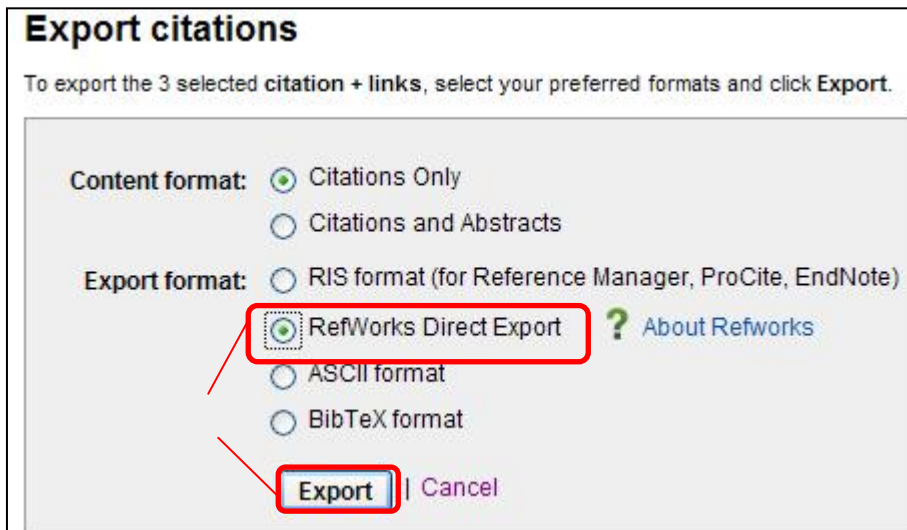 Export citations
To export the 3 selected citation + links, select your preferred formats and click Export.
Content format: Citations Only
Citations and Abstracts
Export format: RIS format (for Reference Manager, ProCite, EndNote)
RefWorks Direct Export ? About Refworks
ASCII format
BibTeX format
Export | Cancel